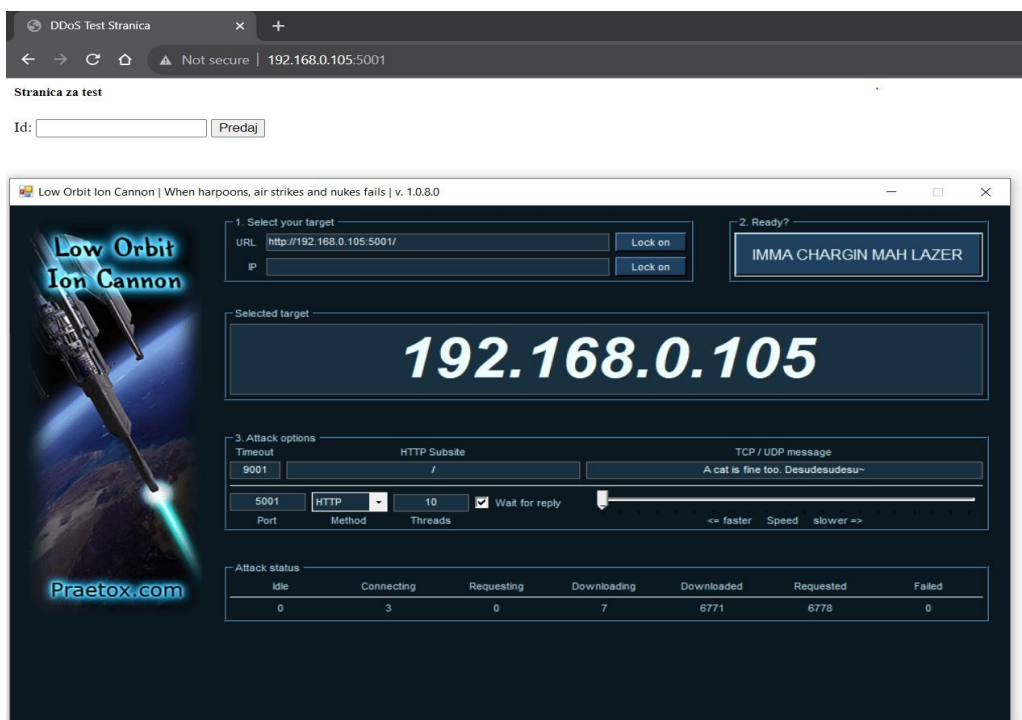 DDoS Test Stranica
Not secure | 192.168.0.105:5001
Stranica za test
Id: Predaj
Low Orbit Ion Cannon | When harpoons, air strikes and nukes fails | v. 1.0.8.0
Low Orbit
Ion Cannon
Praetox.com
1. Select your target
URL http://192.168.0.105:5001/ Lock on
IP Lock on
2. Ready?
IMMA CHARGIN MAH LAZER
Selected target
192.168.0.105
3. Attack options
Timeout HTTP Subsite TCP / UDP message
9001 / A cat is fine too. Desudesudesu~
5001 HTTP 10 Wait for reply
Port Method Threads <= faster Speed slower =>
Attack status
Idle Connecting Requesting Downloading Downloaded Requested Failed
0 3 0 7 6771 6778 0